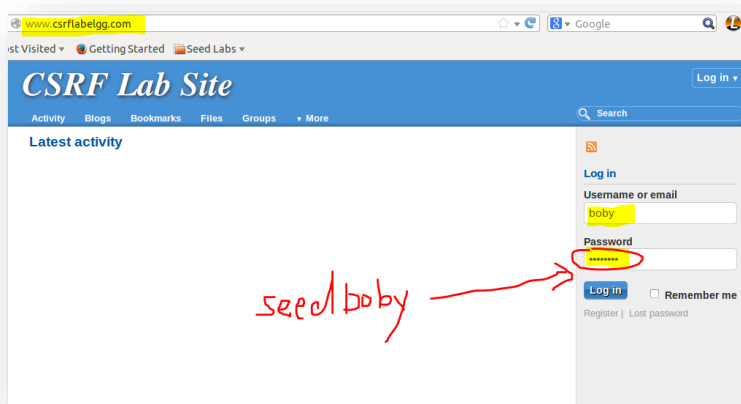 www.csrflabelgg.com
Google
ost Visited Getting Started Seed Labs
CSRF Lab Site
Log in
Activity Blogs Bookmarks Files Groups More
Search
Latest activity
Log in
Username or email
boby
Password
••••••••
seedboby
Log in Remember me
Register | Lost password